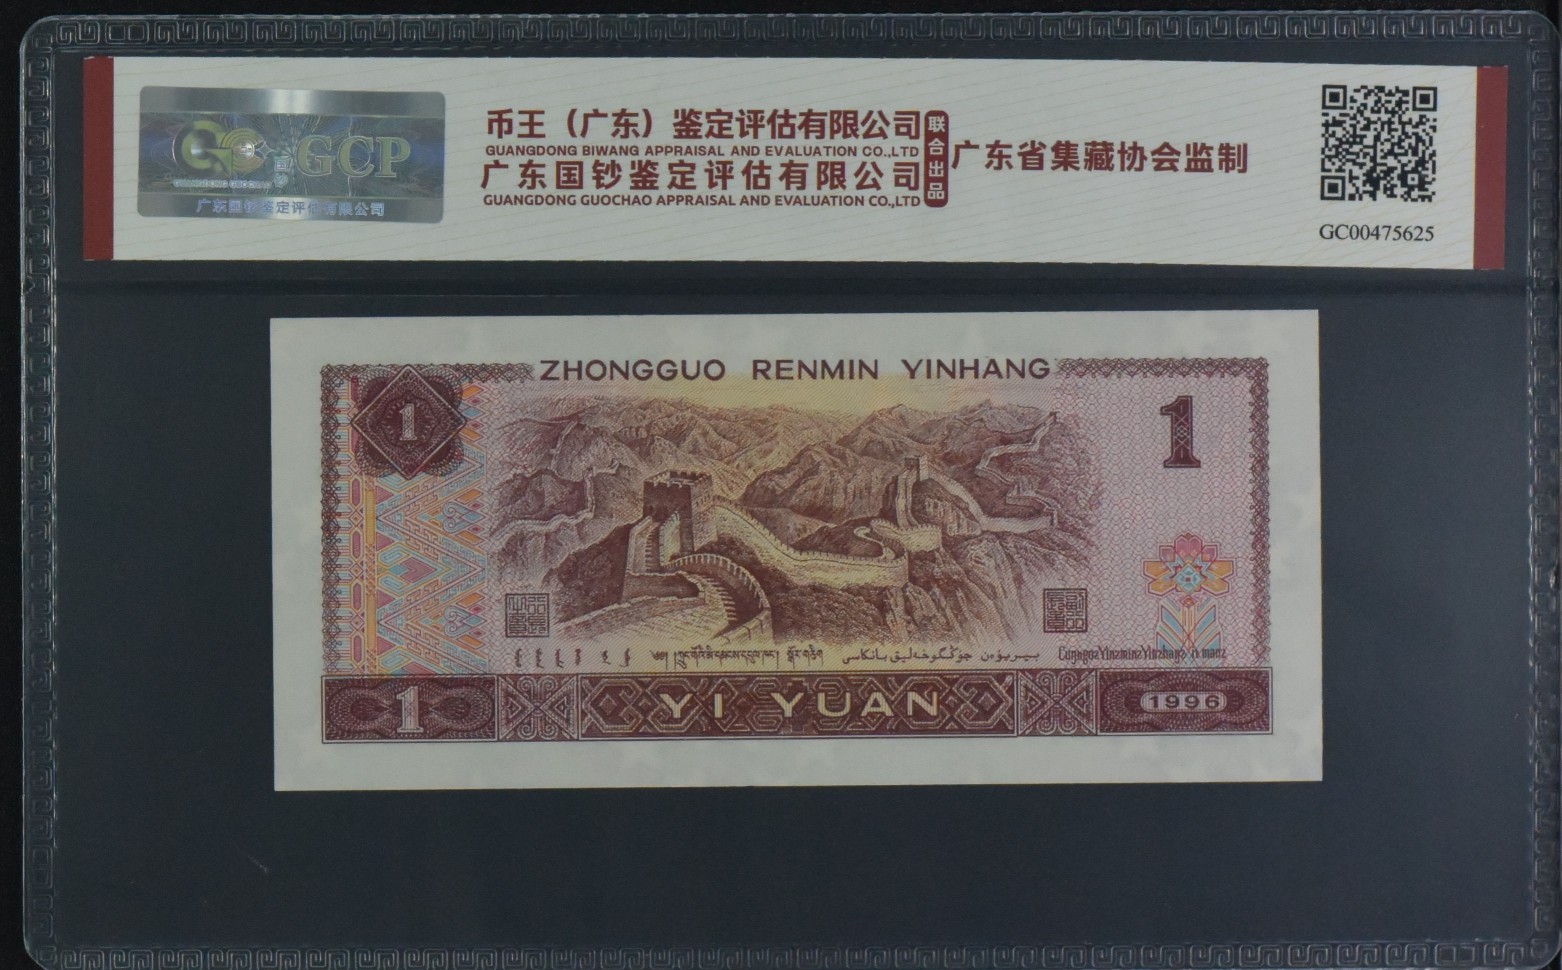 GCP
国钞
广东国钞鉴定评估有限公司
币王（广东）鉴定评估有限公司
GUANGDONG BIWANG APPRAISAL AND EVALUATION CO.,LTD
广东国钞鉴定评估有限公司
GUANGDONG GUOCHAO APPRAISAL AND EVALUATION CO.,LTD
联合出品
广东省集藏协会监制
GC00475625
ZHONGGUO RENMIN YINHANG
1
1
YI YUAN
1
1996